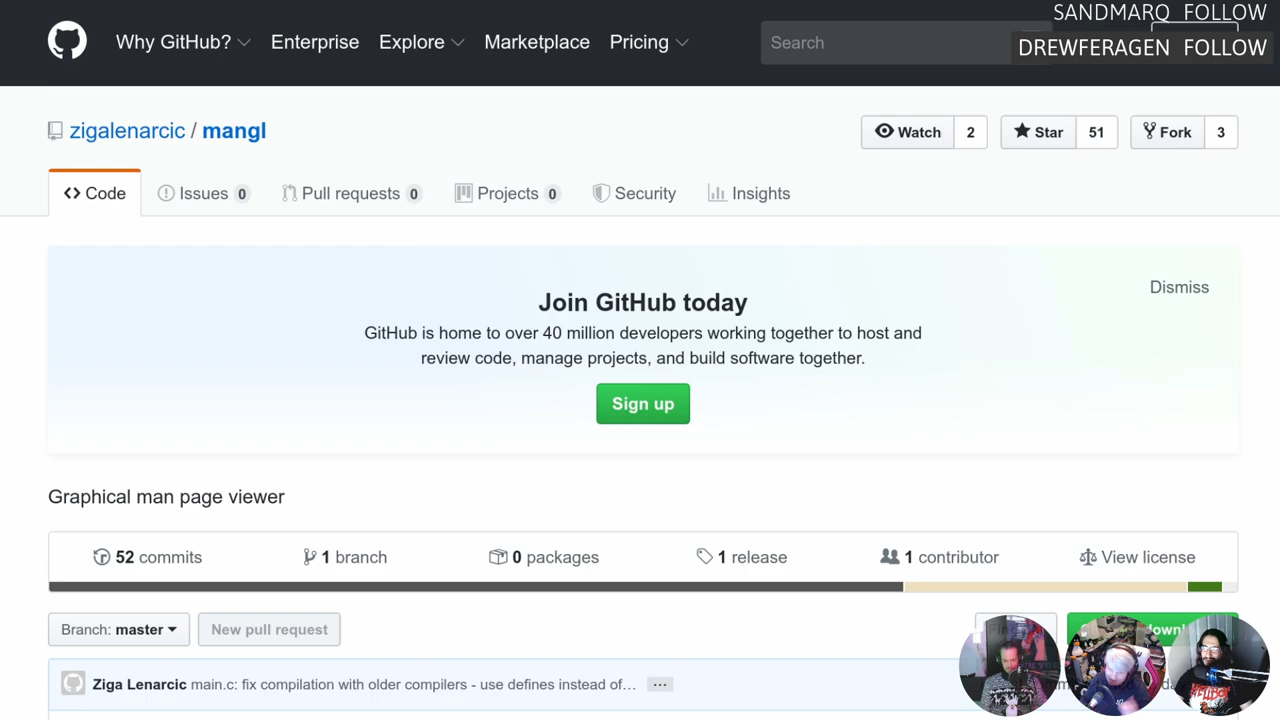 SANDMARQ FOLLOW
Why GitHub? Enterprise Explore Marketplace Pricing Search
DREWFERAGEN FOLLOW
zigalenarcic / mangl
Watch 2 Star 51 Fork 3
Code Issues 0 Pull requests 0 Projects 0 Security Insights
Dismiss
Join GitHub today
GitHub is home to over 40 million developers working together to host and
review code, manage projects, and build software together.
Sign up
Graphical man page viewer
52 commits 1 branch 0 packages 1 release 1 contributor View license
Branch: master New pull request
Ziga Lenarcic main.c: fix compilation with older compilers - use defines instead of…